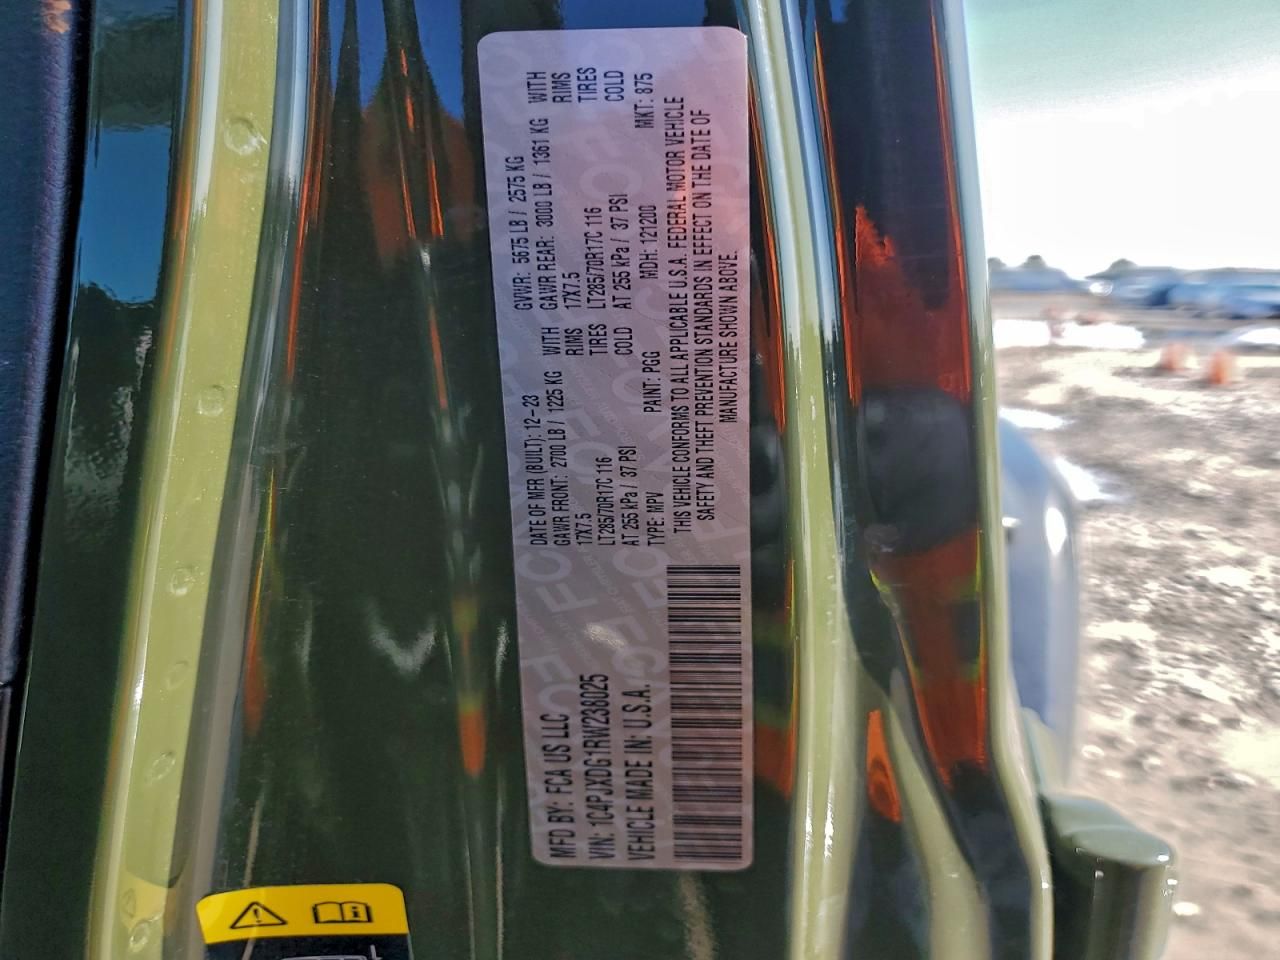 MFD BY: FCA US LLC
VIN: 1C4PJXDG1RW238025
VEHICLE MADE IN: U.S.A.
DATE OF MFR (BUILT): 12-23 GVWR: 5675 LB / 2575 KG
GAWR FRONT: 2700 LB / 1225 KG WITH GAWR REAR: 3000 LB / 1361 KG WITH
17X7.5 RIMS 17X7.5 RIMS
LT285/70R17C 116 TIRES LT285/70R17C 116 TIRES
AT 255 kPa / 37 PSI COLD AT 255 kPa / 37 PSI COLD
TYPE: MPV PAINT: PGG MDH: 121200 MKT: 875
THIS VEHICLE CONFORMS TO ALL APPLICABLE U.S.A. FEDERAL MOTOR VEHICLE
SAFETY AND THEFT PREVENTION STANDARDS IN EFFECT ON THE DATE OF
MANUFACTURE SHOWN ABOVE.